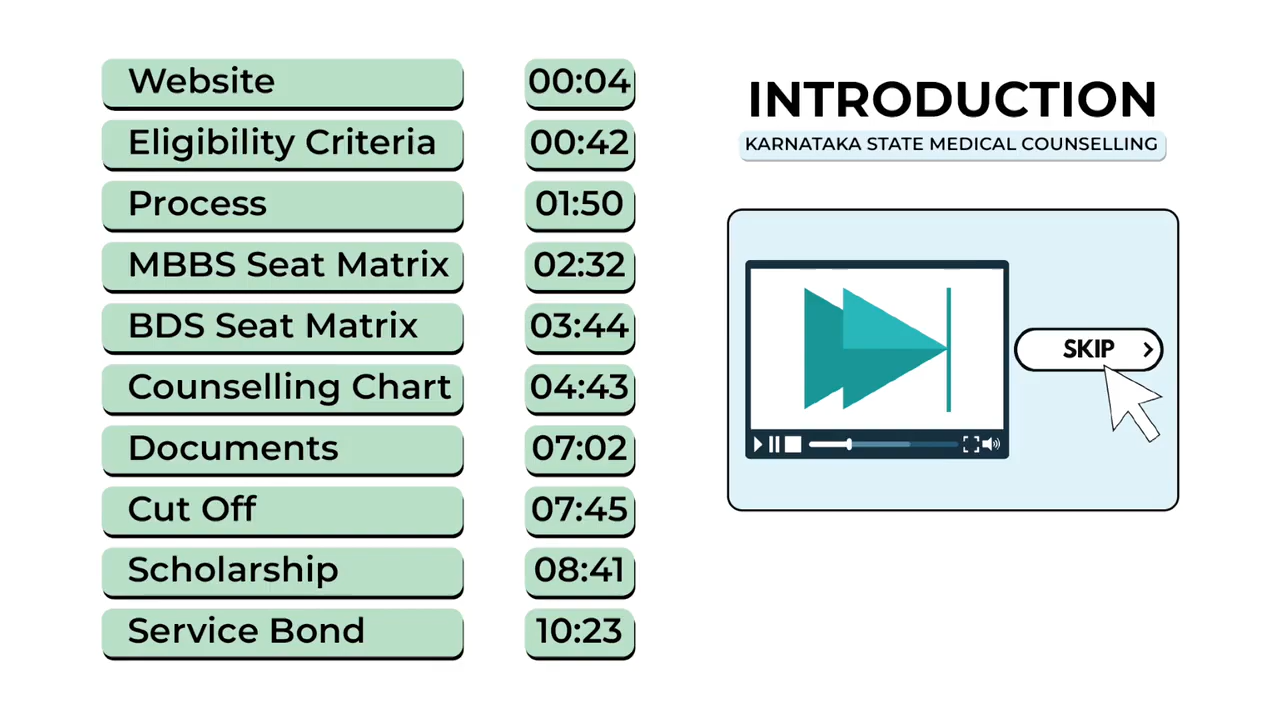 Website 00:04
Eligibility Criteria 00:42
Process 01:50
MBBS Seat Matrix 02:32
BDS Seat Matrix 03:44
Counselling Chart 04:43
Documents 07:02
Cut Off 07:45
Scholarship 08:41
Service Bond 10:23
INTRODUCTION
KARNATAKA STATE MEDICAL COUNSELLING
SKIP